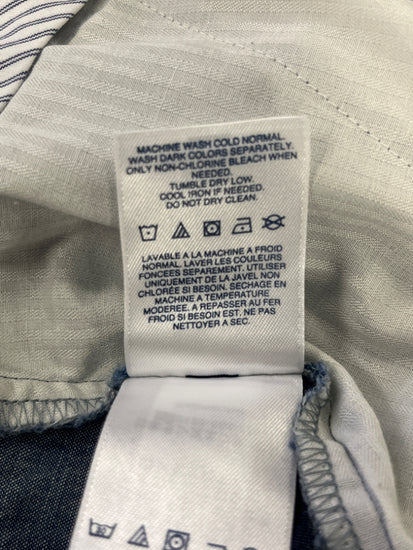 MACHINE WASH COLD NORMAL.
WASH DARK COLORS SEPARATELY.
ONLY NON-CHLORINE BLEACH WHEN
NEEDED.
TUMBLE DRY LOW.
COOL IRON IF NEEDED.
DO NOT DRY CLEAN.
LAVABLE A LA MACHINE A FROID
NORMAL. LAVER LES COULEURS
FONCEES SEPAREMENT. UTILISER
UNIQUEMENT DE LA JAVEL NON
CHLORÉE SI BESOIN. SECHAGE EN
MACHINE A TEMPERATURE
MODEREE. A REPASSER AU FER
FROID SI BESOIN EST. NE PAS
NETTOYER A SEC.